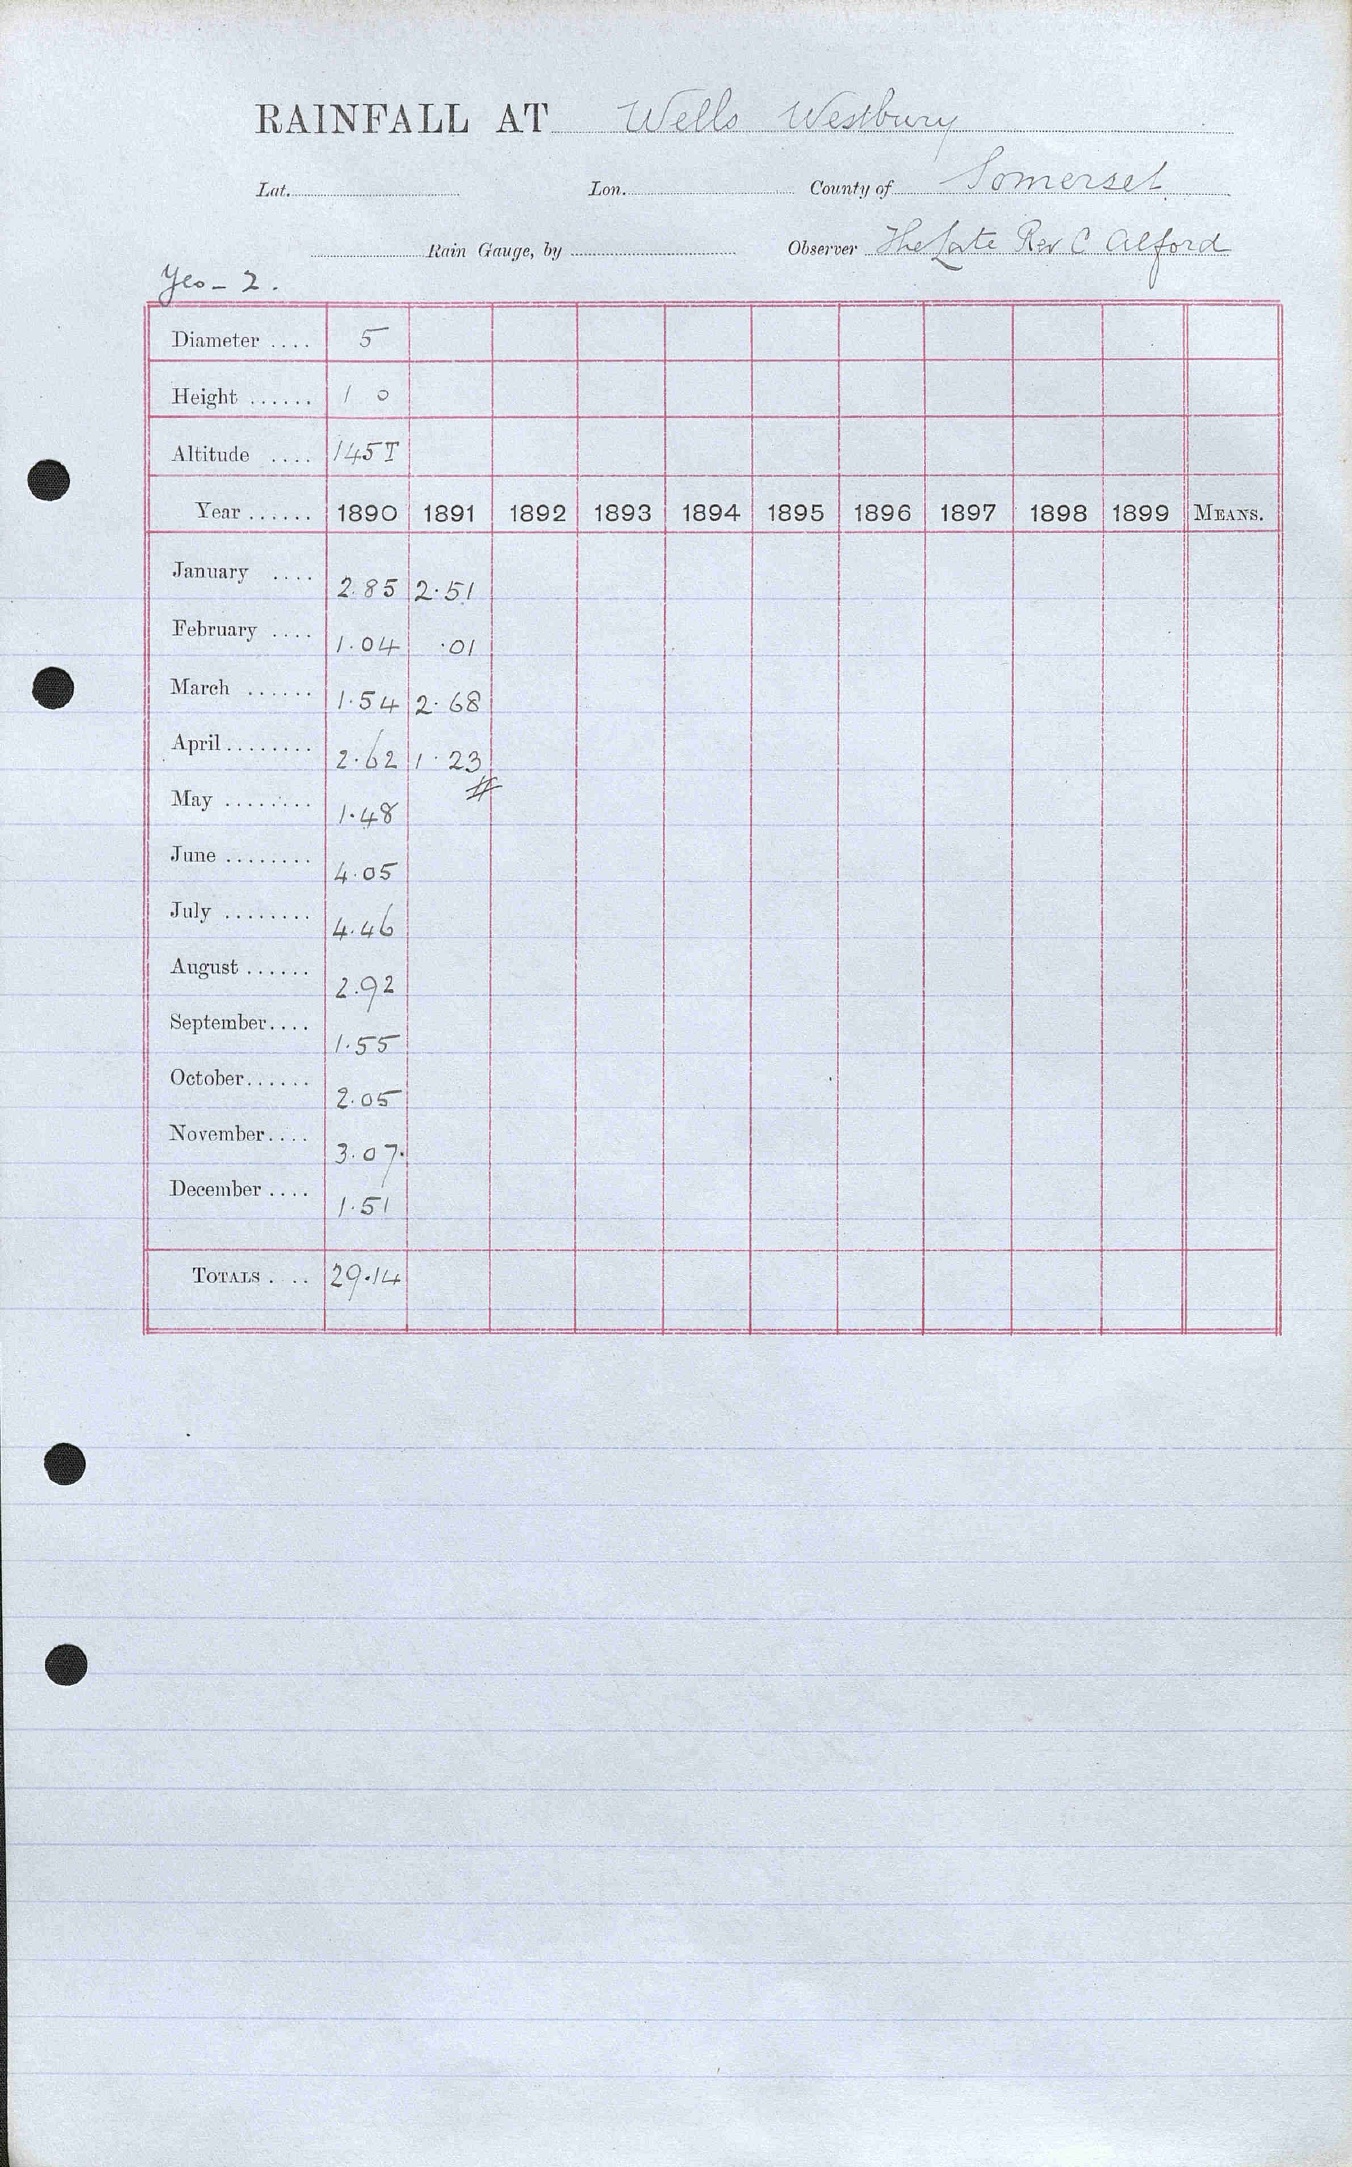 RAINFALL AT Wells Westbury
Lat. Lon. County of Somerset
Rain Gauge, by Observer The Late Rev C Alford
Yeo - 2.
Diameter .... 5
Height ...... 1 0
Altitude .... 145T
Year ...... 1890 1891 1892 1893 1894 1895 1896 1897 1898 1899 MEANS.
January .... 2.85 2.51
February .... 1.04 .01
March ...... 1.54 2.68
April ........ 2.62 1.23
May ........ 1.48 #
June ........ 4.05
July ........ 4.46
August ...... 2.92
September.... 1.55
October...... 2.05
November.... 3.07.
December .... 1.51
TOTALS .... 29.14